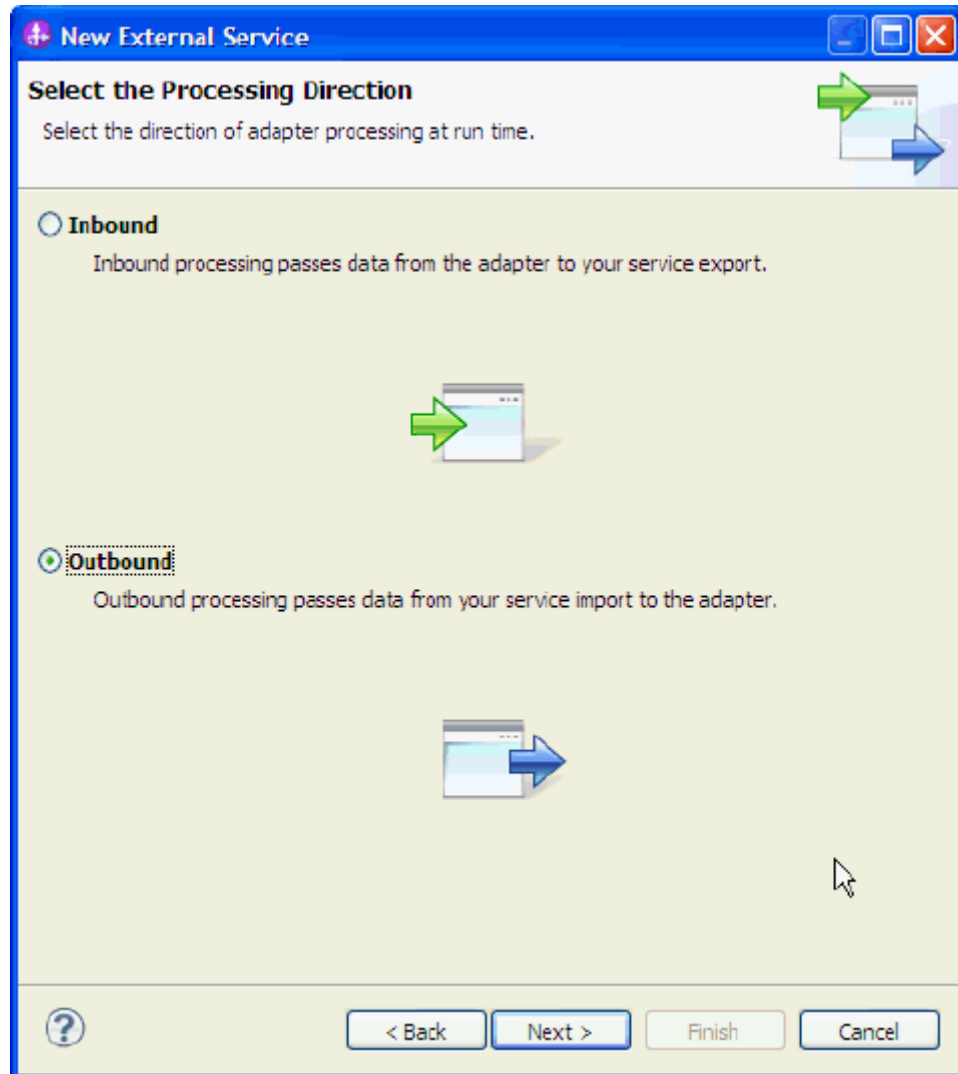 New External Service
Select the Processing Direction
Select the direction of adapter processing at run time.
Inbound
Inbound processing passes data from the adapter to your service export.
Outbound
Outbound processing passes data from your service import to the adapter.
?
< Back Next > Finish Cancel